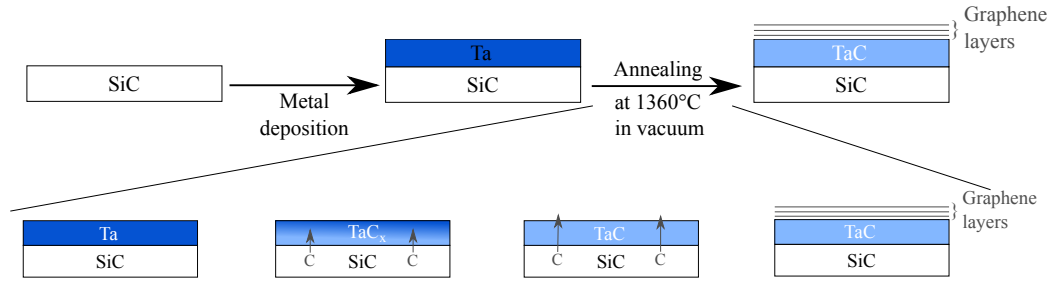 Graphene
layers
Ta
TaC
SiC
SiC
SiC
Annealing
at 1360°C
in vacuum
Metal
deposition
Graphene
layers
Ta
TaCx
TaC
TaC
SiC
C SiC C
C SiC C
SiC